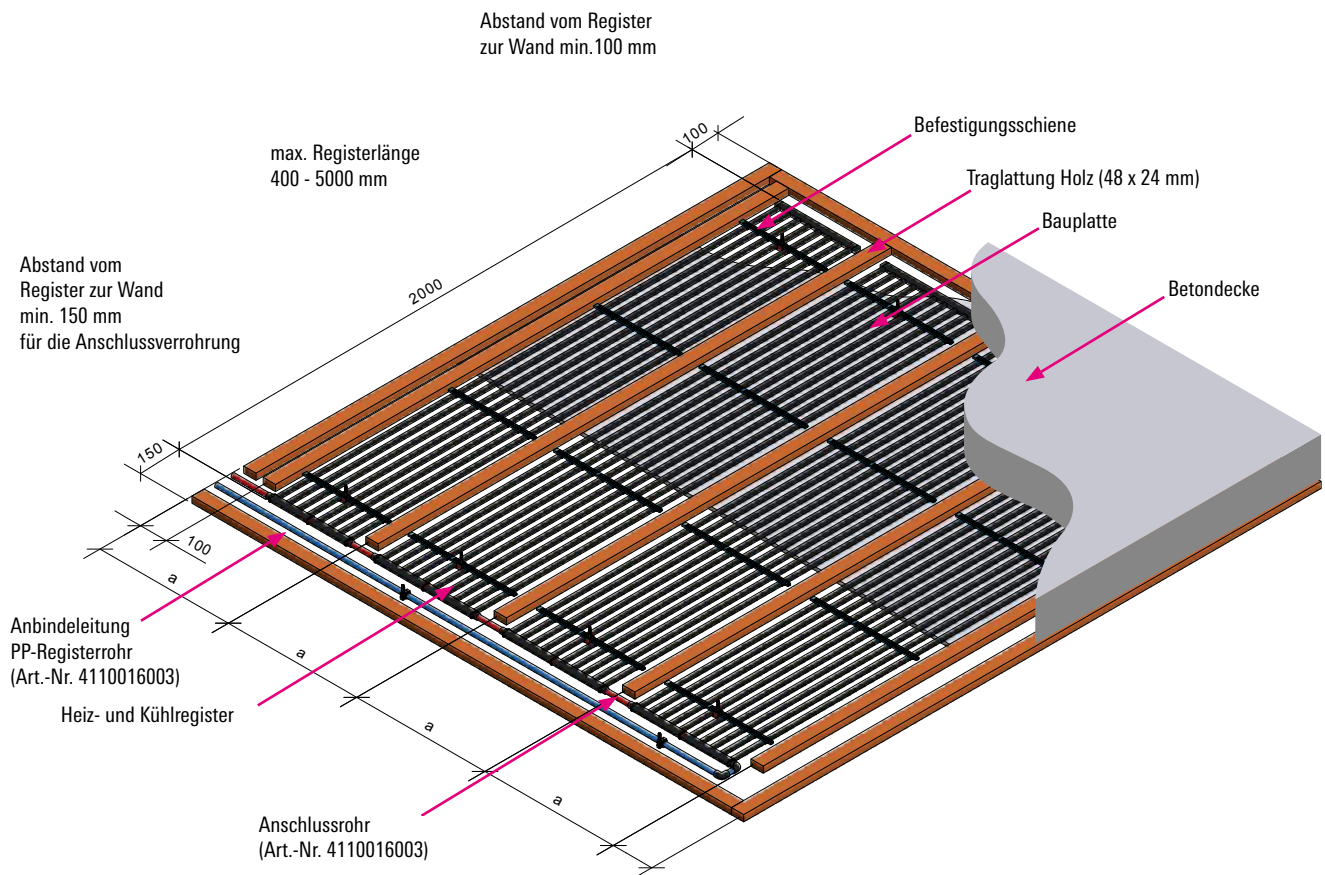 Abstand vom Register
zur Wand min.100 mm
max. Registerlänge
400 - 5000 mm
Abstand vom
Register zur Wand
min. 150 mm
für die Anschlussverrohrung
100
Befestigungsschiene
Traglattung Holz (48 x 24 mm)
Bauplatte
Betondecke
2000
150
100
a
a
a
a
Anbindeleitung
PP-Registerrohr
(Art.-Nr. 4110016003)
Heiz- und Kühlregister
Anschlussrohr
(Art.-Nr. 4110016003)